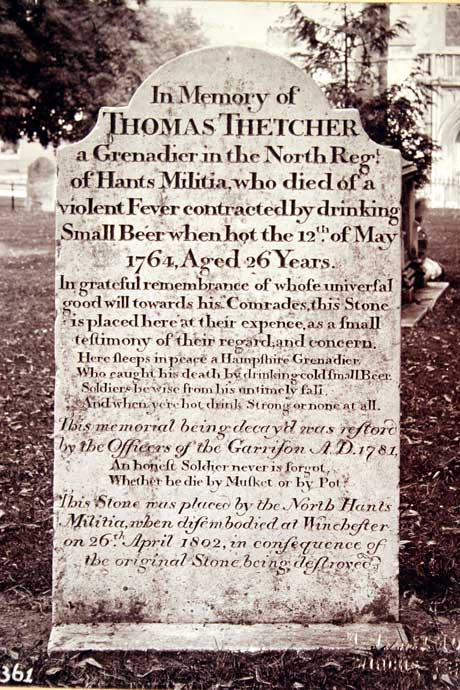 In Memory of
THOMAS THETCHER
a Grenadier in the North Reg.t
of Hants Militia, who died of a
violent Fever contracted by drinking
Small Beer when hot the 12th of May
1764, Aged 26 Years.
In grateful remembrance of whose univerſal
good will towards his Comrades, this Stone
is placed here at their expence, as a ſmall
teſtimony of their regard, and concern.
Here ſleeps in peace a Hampſhire Grenadier,
Who caught his death by drinking cold ſmall Beer.
Soldiers be wise from his untimely fall
And when ye're hot drink Strong or none at all.
This memorial being decay'd was reſtor'd
by the Officers of the Garriſon A.D. 1781,
An honeſt Soldier never is forgot,
Whether he die by Muſket or by Pot.
This Stone was placed by the North Hants
Militia, when diſembodied at Wincheſter
on 26th April 1802, in conſequence of
the original Stone being deſtroyed
361